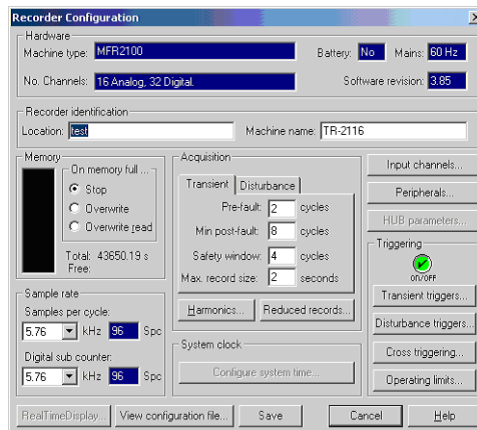 Recorder Configuration
Hardware
Machine type: MFR2100 Battery: No Mains: 60 Hz
No. Channels: 16 Analog, 32 Digital. Software revision: 3.85
Recorder identification
Location: test Machine name: TR-2116
Memory
On memory full ...
Stop
Overwrite
Overwrite read
Total: 43650.19 s
Free:
Sample rate
Samples per cycle:
5.76 kHz 96 Spc
Digital sub counter:
5.76 kHz 96 Spc
Acquisition
Transient Disturbance
Pre-fault: 2 cycles
Min post-fault: 8 cycles
Safety window: 4 cycles
Max. record size: 2 seconds
Harmonics... Reduced records...
System clock
Configure system time...
Input channels...
Peripherals...
HUB parameters...
Triggering
ON/OFF
Transient triggers...
Disturbance triggers...
Cross triggering...
Operating limits...
RealTimeDisplay... View configuration file... Save Cancel Help